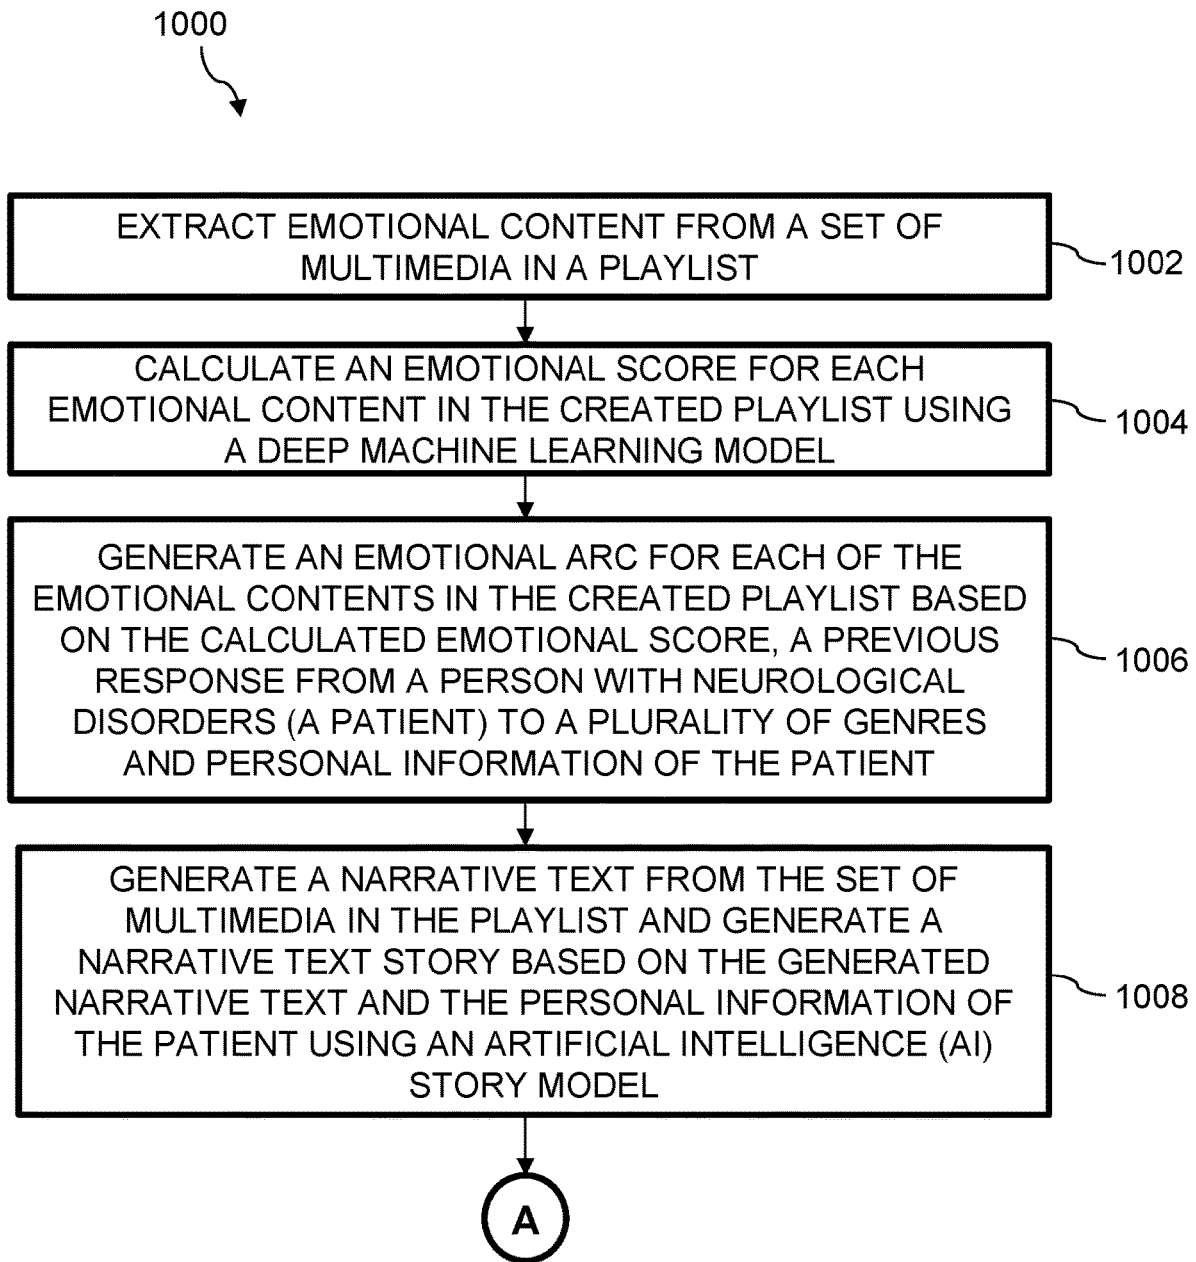 1000
EXTRACT EMOTIONAL CONTENT FROM A SET OF
MULTIMEDIA IN A PLAYLIST
1002
CALCULATE AN EMOTIONAL SCORE FOR EACH
EMOTIONAL CONTENT IN THE CREATED PLAYLIST USING
A DEEP MACHINE LEARNING MODEL
1004
GENERATE AN EMOTIONAL ARC FOR EACH OF THE
EMOTIONAL CONTENTS IN THE CREATED PLAYLIST BASED
ON THE CALCULATED EMOTIONAL SCORE, A PREVIOUS
RESPONSE FROM A PERSON WITH NEUROLOGICAL
DISORDERS (A PATIENT) TO A PLURALITY OF GENRES
AND PERSONAL INFORMATION OF THE PATIENT
1006
GENERATE A NARRATIVE TEXT FROM THE SET OF
MULTIMEDIA IN THE PLAYLIST AND GENERATE A
NARRATIVE TEXT STORY BASED ON THE GENERATED
NARRATIVE TEXT AND THE PERSONAL INFORMATION OF
THE PATIENT USING AN ARTIFICIAL INTELLIGENCE (AI)
STORY MODEL
1008
A